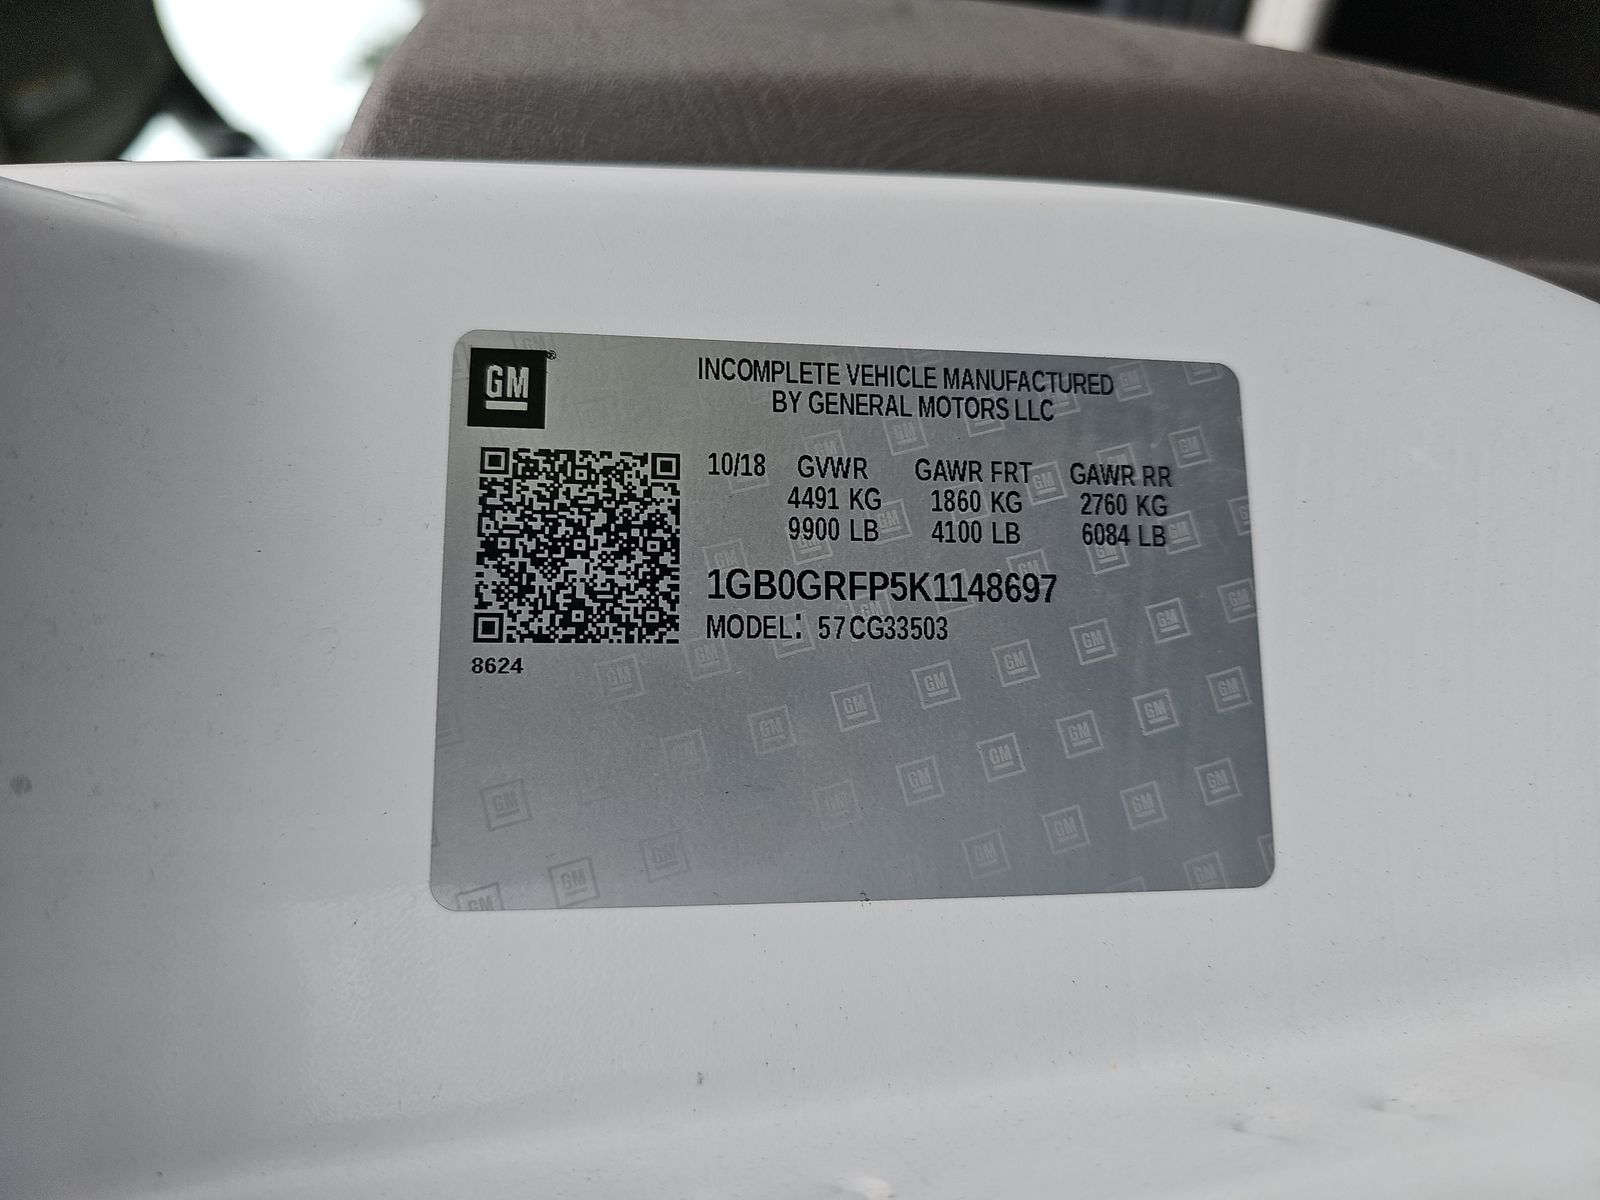 GM
INCOMPLETE VEHICLE MANUFACTURED
BY GENERAL MOTORS LLC
10/18 GVWR GAWR FRT GAWR RR
4491 KG 1860 KG 2760 KG
9900 LB 4100 LB 6084 LB
1GB0GRFP5K1148697
MODEL: 57CG33503
8624